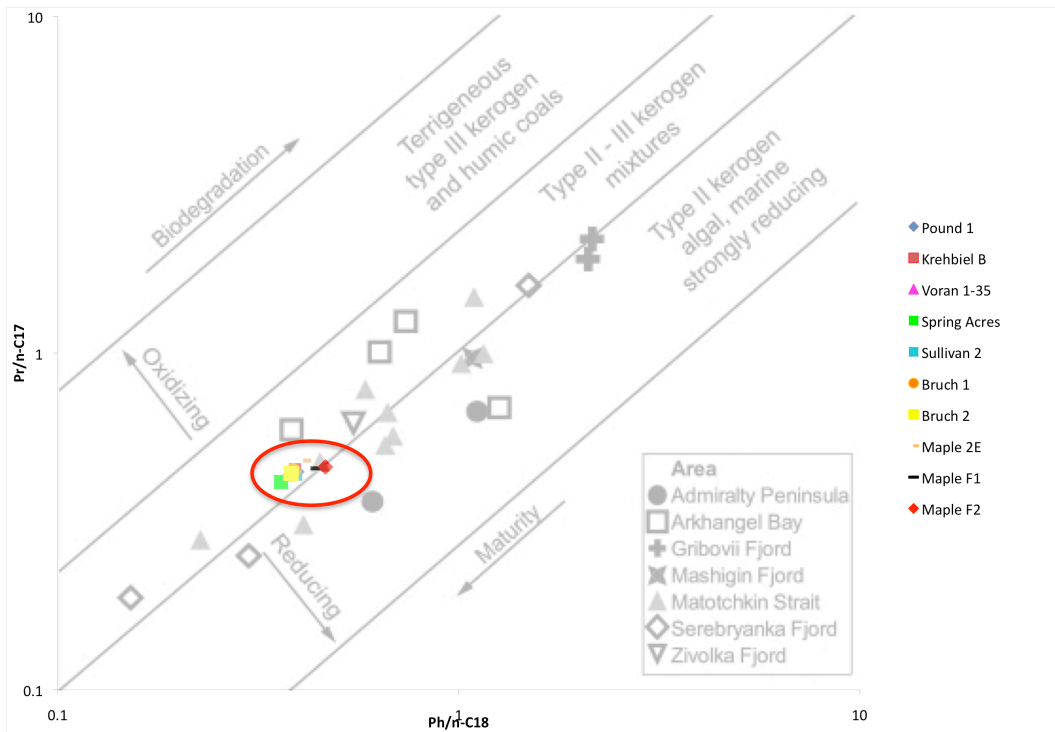 10
Terrigeneous
type III kerogen
and humic coals
Type II - III kerogen
mixtures
Type II kerogen
algal, marine
strongly reducing
Biodegradation
Pr/n-C17
1
Oxidizing
Reducing
Maturity
Area
Admiralty Peninsula
Arkhangel Bay
Gribovii Fjord
Mashigin Fjord
Matotchkin Strait
Serebryanka Fjord
Zivolka Fjord
0.1
0.1
1
10
Ph/n-C18
Pound 1
Krehbiel B
Voran 1-35
Spring Acres
Sullivan 2
Bruch 1
Bruch 2
Maple 2E
Maple F1
Maple F2